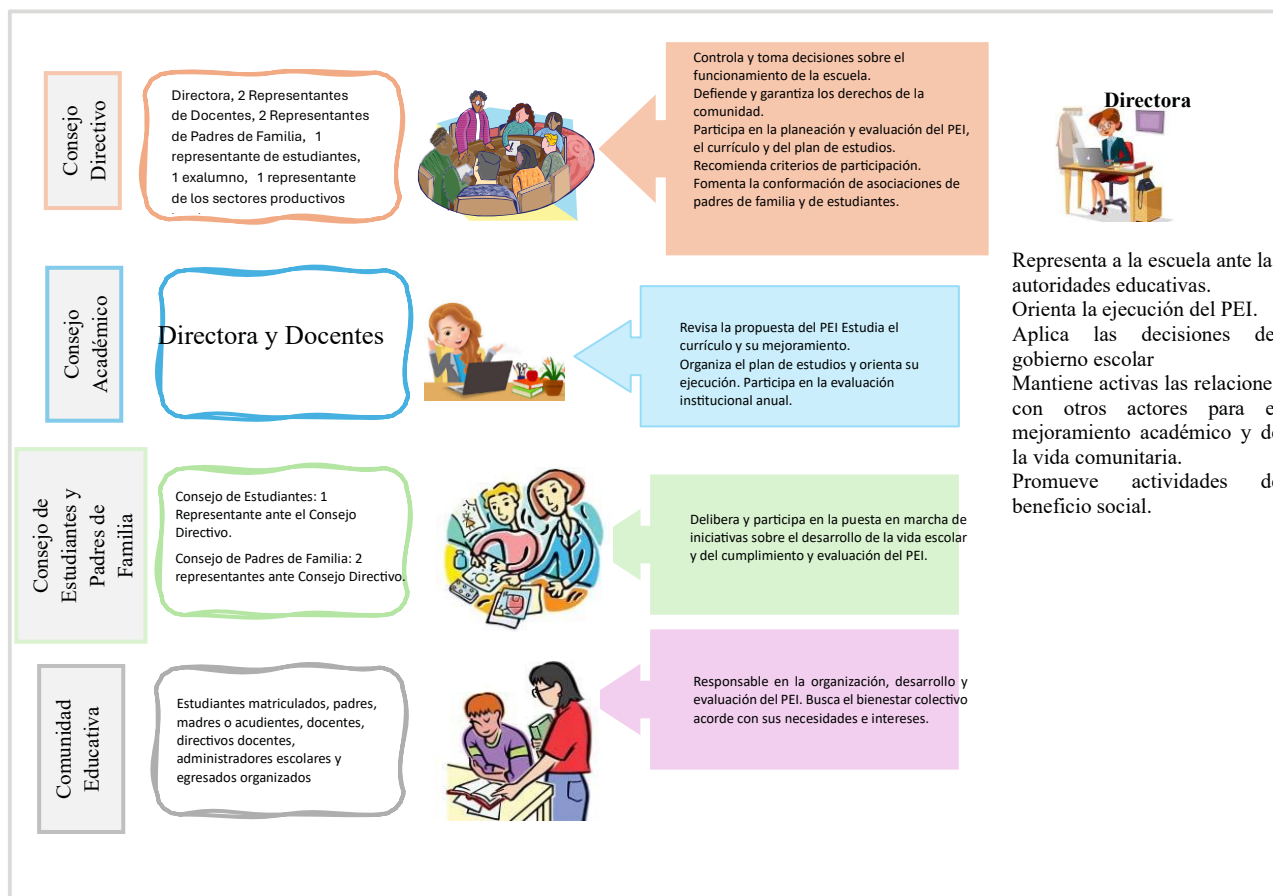 Consejo
Directivo
Directora, 2 Representantes
de Docentes, 2 Representantes
de Padres de Familia, 1
representante de estudiantes,
1 exalumno, 1 representante
de los sectores productivos
Controla y toma decisiones sobre el
funcionamiento de la escuela.
Defiende y garantiza los derechos de la
comunidad.
Participa en la planeación y evaluación del PEI,
el currículo y del plan de estudios.
Recomienda criterios de participación.
Fomenta la conformación de asociaciones de
padres de familia y de estudiantes.
Consejo
Académico
Directora y Docentes
Revisa la propuesta del PEI Estudia el
currículo y su mejoramiento.
Organiza el plan de estudios y orienta su
ejecución. Participa en la evaluación
institucional anual.
Consejo de
Estudiantes y
Padres de
Familia
Consejo de Estudiantes: 1
Representante ante el Consejo
Directivo.
Consejo de Padres de Familia: 2
representantes ante Consejo Directivo.
Delibera y participa en la puesta en marcha de
iniciativas sobre el desarrollo de la vida escolar
y del cumplimiento y evaluación del PEI.
Comunidad
Educativa
Estudiantes matriculados, padres,
madres o acudientes, docentes,
directivos docentes,
administradores escolares y
egresados organizados
Responsable en la organización, desarrollo y
evaluación del PEI. Busca el bienestar colectivo
acorde con sus necesidades e intereses.
Directora
Representa a la escuela ante la
autoridades educativas.
Orienta la ejecución del PEI.
Aplica las decisiones de
gobierno escolar
Mantiene activas las relacione
con otros actores para e
mejoramiento académico y d
la vida comunitaria.
Promueve actividades d
beneficio social.